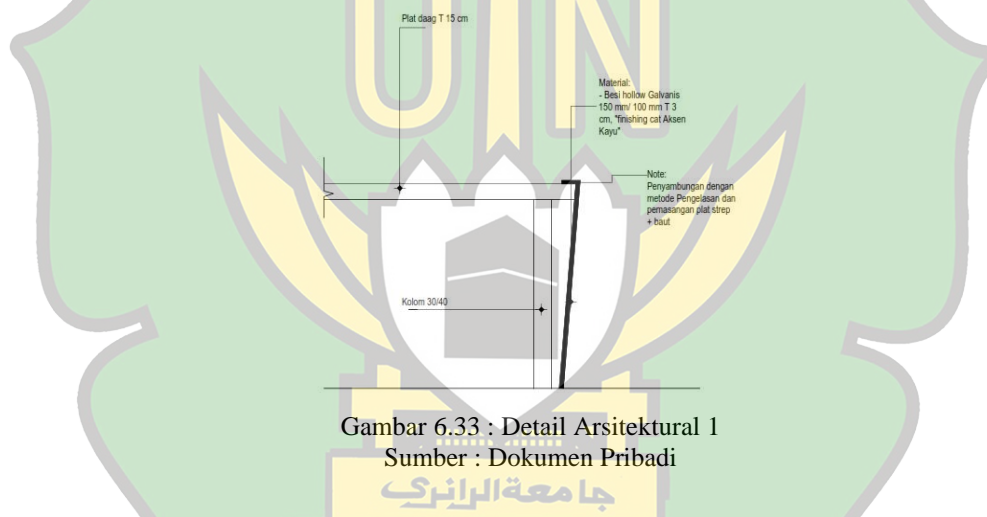 UIN
Plat daag T 15 cm
Material:
- Besi hollow Galvanis
150 mm/ 100 mm T 3
cm, "finishing cat Aksen
Kayu"
Note:
Penyambungan dengan
metode Pengelasan dan
pemasangan plat strep
+ baut
Kolom 30/40
Gambar 6.33 : Detail Arsitektural 1
Sumber : Dokumen Pribadi
جامعة الرانري